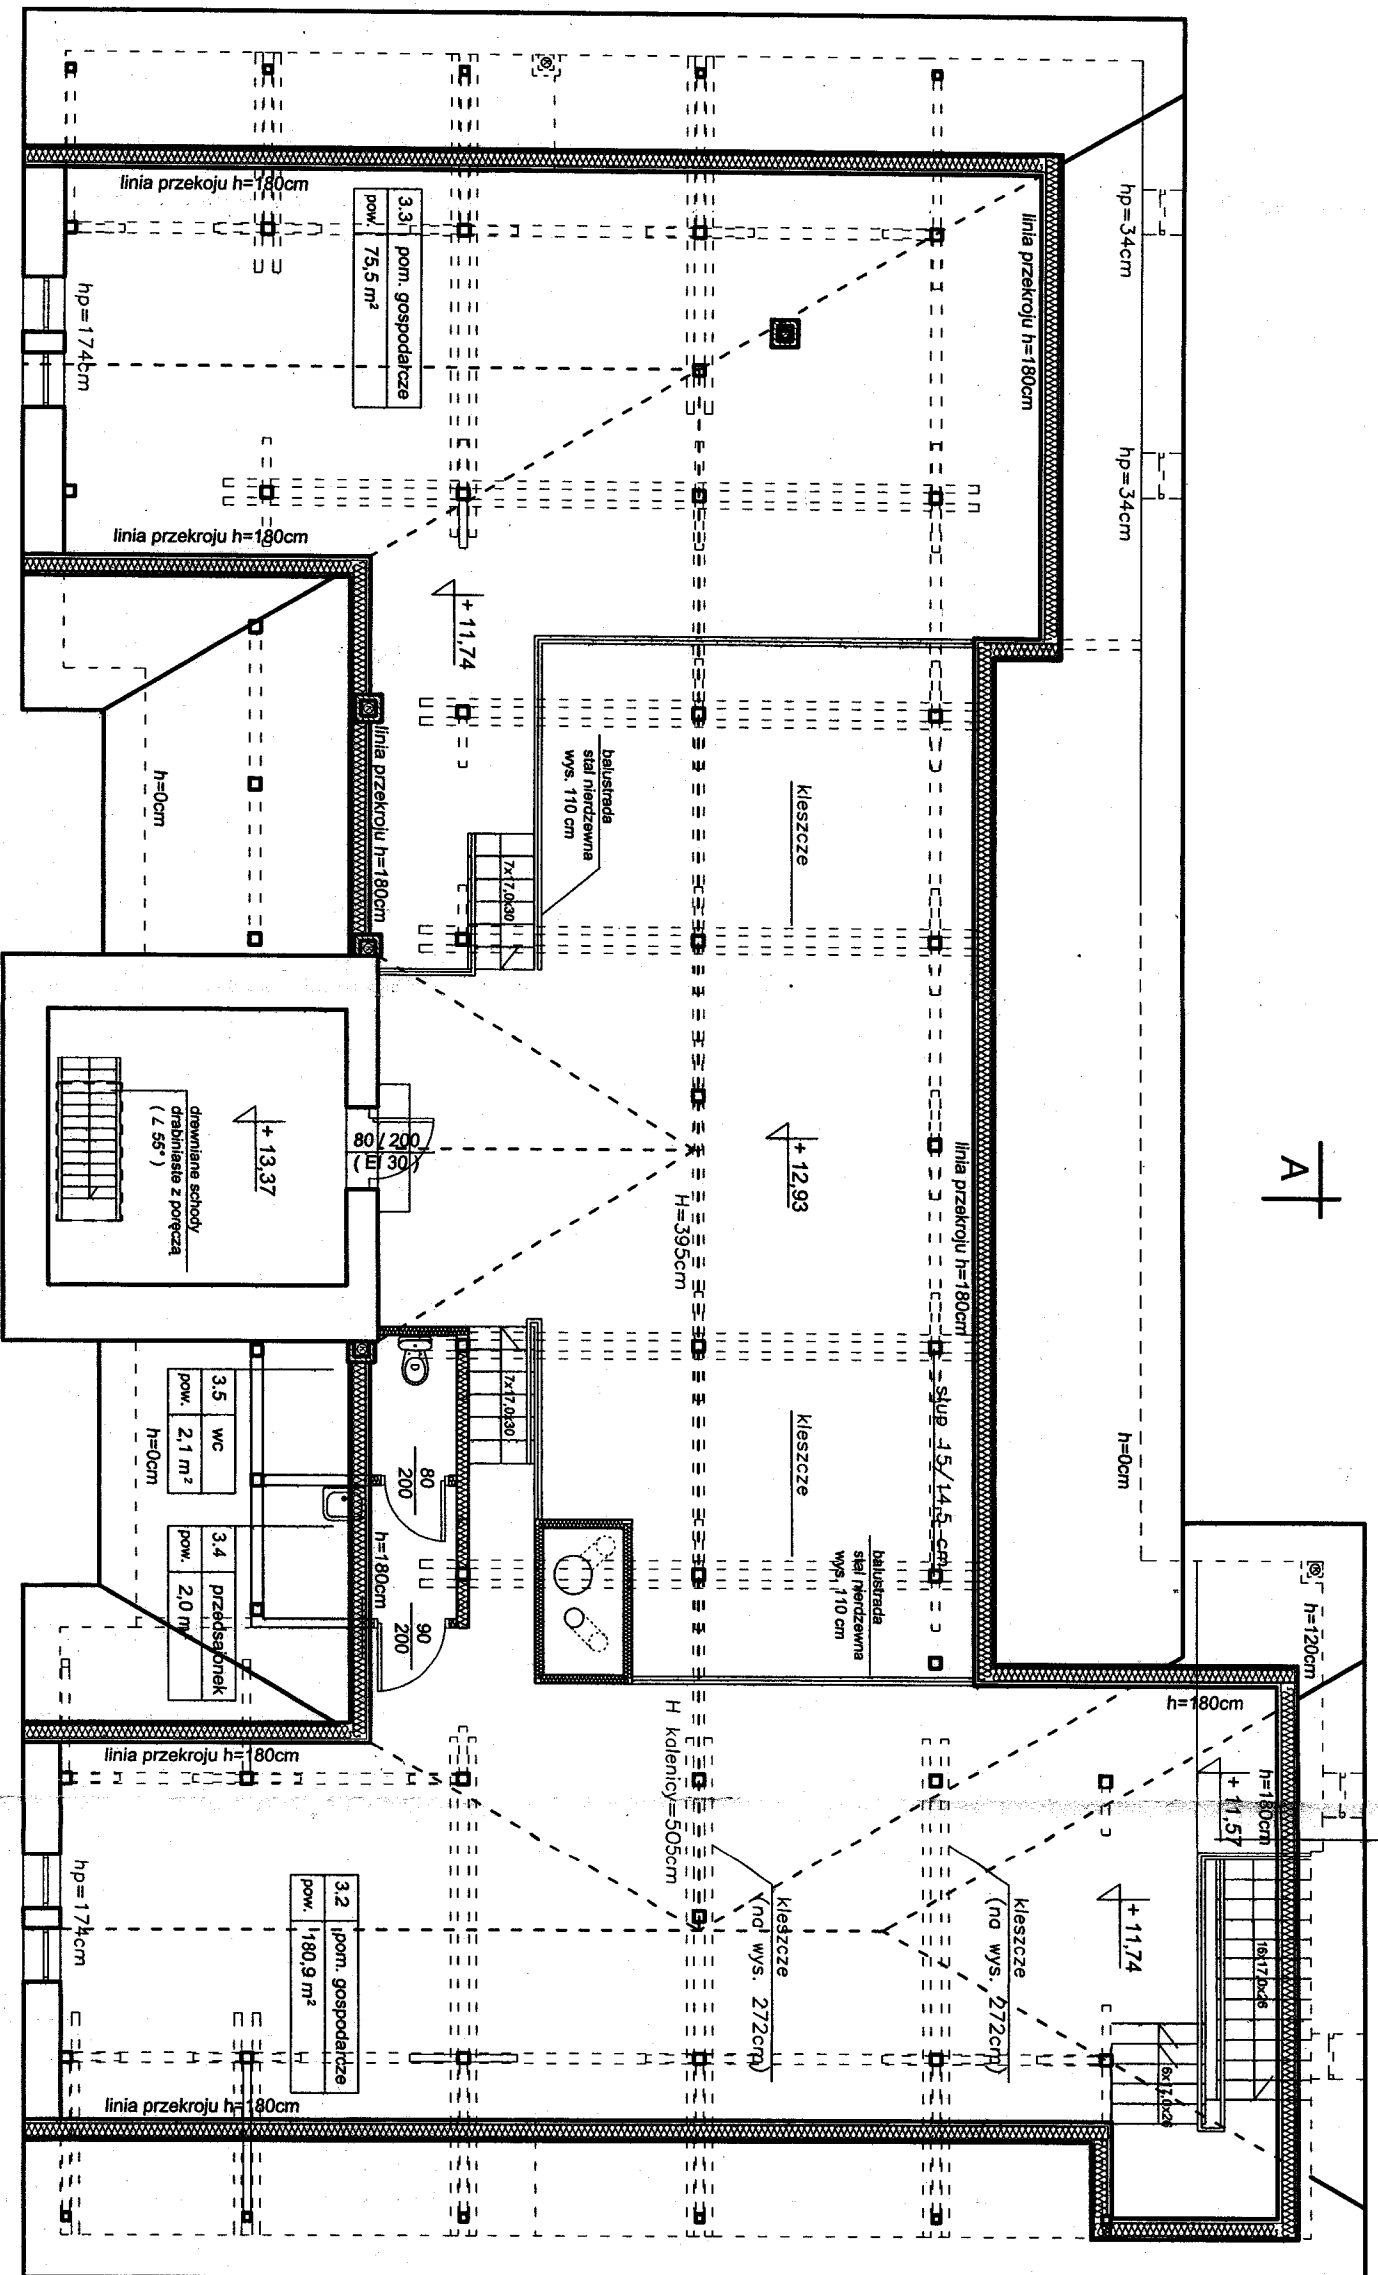 linia przekoju h=180cm
3.3 pom. gospodarcze
pow. 75,5 m²
hp=174cm
linia przekroju h=180cm
linia przekroju h=180cm
hp=34cm
hp=34cm
+ 11,74
h=0cm
linia przekroju h=180cm
balustrada
stal nierdzewna
wys. 110 cm
7x17,0x30
kleszcze
drewniane schody
drabiniaste z poręczą
( ∠ 55° )
+ 13,37
80 / 200
( EI 30 )
+ 12,93
H=395cm
linia przekroju h=180cm
A
3.5 wc
pow. 2,1 m²
h=0cm
3.4 przedsionek
pow. 2,0 m
80
200
h=180cm
90
200
7x17,0x30
kleszcze
słup 15/14,5 cm
balustrada
stal nierdzewna
wys. 110 cm
h=0cm
h=120cm
h=180cm
h=180cm
+ 11,57
linia przekroju h=180cm
H kalenicy=505cm
kleszcze
(na wys. 272cm)
kleszcze
(na wys. 272cm)
+ 11,74
16x17,0x26
6x17,0x26
hp=174cm
3.2 pom. gospodarcze
pow. 180,9 m²
linia przekroju h=180cm